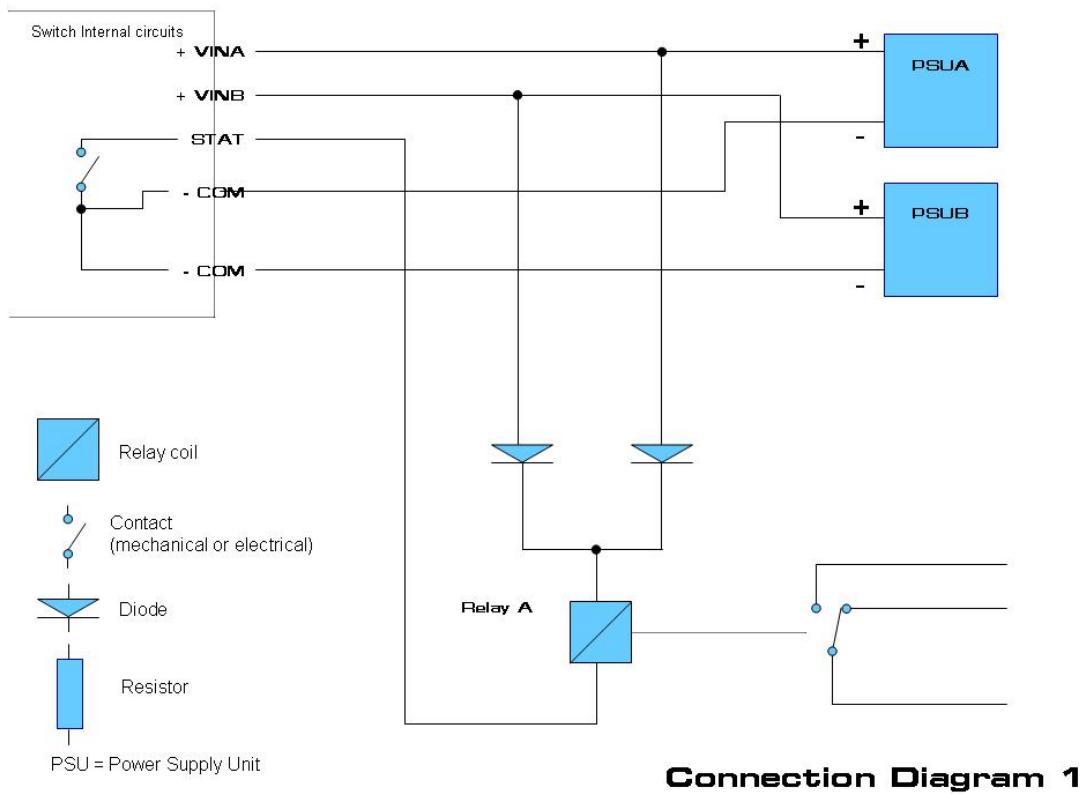 Switch Internal circuits
+ VINA
+ VINB
STAT
- COM
- COM
+
PSUA
-
+
PSUB
-
Relay coil
Contact
(mechanical or electrical)
Diode
Resistor
PSU = Power Supply Unit
Relay A
Connection Diagram 1